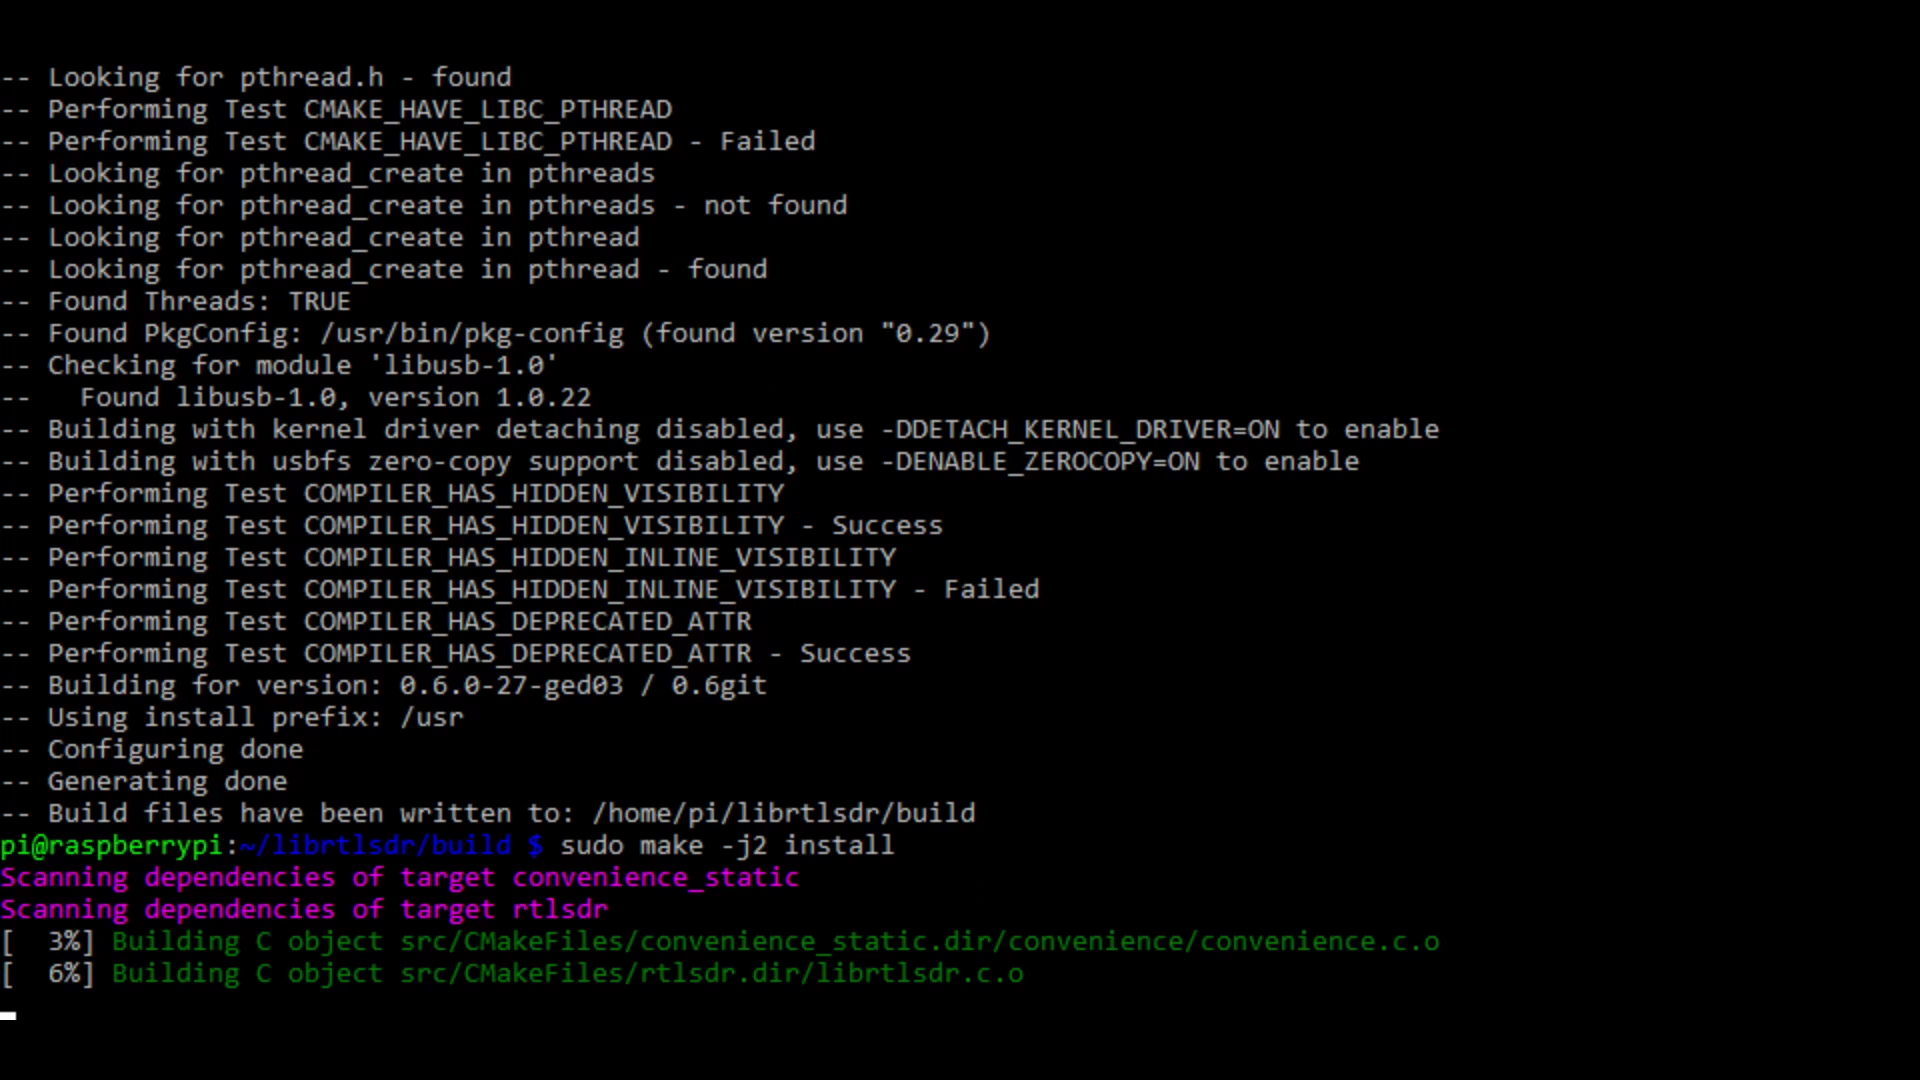 -- Looking for pthread.h - found
-- Performing Test CMAKE_HAVE_LIBC_PTHREAD
-- Performing Test CMAKE_HAVE_LIBC_PTHREAD - Failed
-- Looking for pthread_create in pthreads
-- Looking for pthread_create in pthreads - not found
-- Looking for pthread_create in pthread
-- Looking for pthread_create in pthread - found
-- Found Threads: TRUE
-- Found PkgConfig: /usr/bin/pkg-config (found version "0.29")
-- Checking for module 'libusb-1.0'
--   Found libusb-1.0, version 1.0.22
-- Building with kernel driver detaching disabled, use -DDETACH_KERNEL_DRIVER=ON to enable
-- Building with usbfs zero-copy support disabled, use -DENABLE_ZEROCOPY=ON to enable
-- Performing Test COMPILER_HAS_HIDDEN_VISIBILITY
-- Performing Test COMPILER_HAS_HIDDEN_VISIBILITY - Success
-- Performing Test COMPILER_HAS_HIDDEN_INLINE_VISIBILITY
-- Performing Test COMPILER_HAS_HIDDEN_INLINE_VISIBILITY - Failed
-- Performing Test COMPILER_HAS_DEPRECATED_ATTR
-- Performing Test COMPILER_HAS_DEPRECATED_ATTR - Success
-- Building for version: 0.6.0-27-ged03 / 0.6git
-- Using install prefix: /usr
-- Configuring done
-- Generating done
-- Build files have been written to: /home/pi/librtlsdr/build
pi@raspberrypi:~/librtlsdr/build $ sudo make -j2 install
Scanning dependencies of target convenience_static
Scanning dependencies of target rtlsdr
[  3%] Building C object src/CMakeFiles/convenience_static.dir/convenience/convenience.c.o
[  6%] Building C object src/CMakeFiles/rtlsdr.dir/librtlsdr.c.o